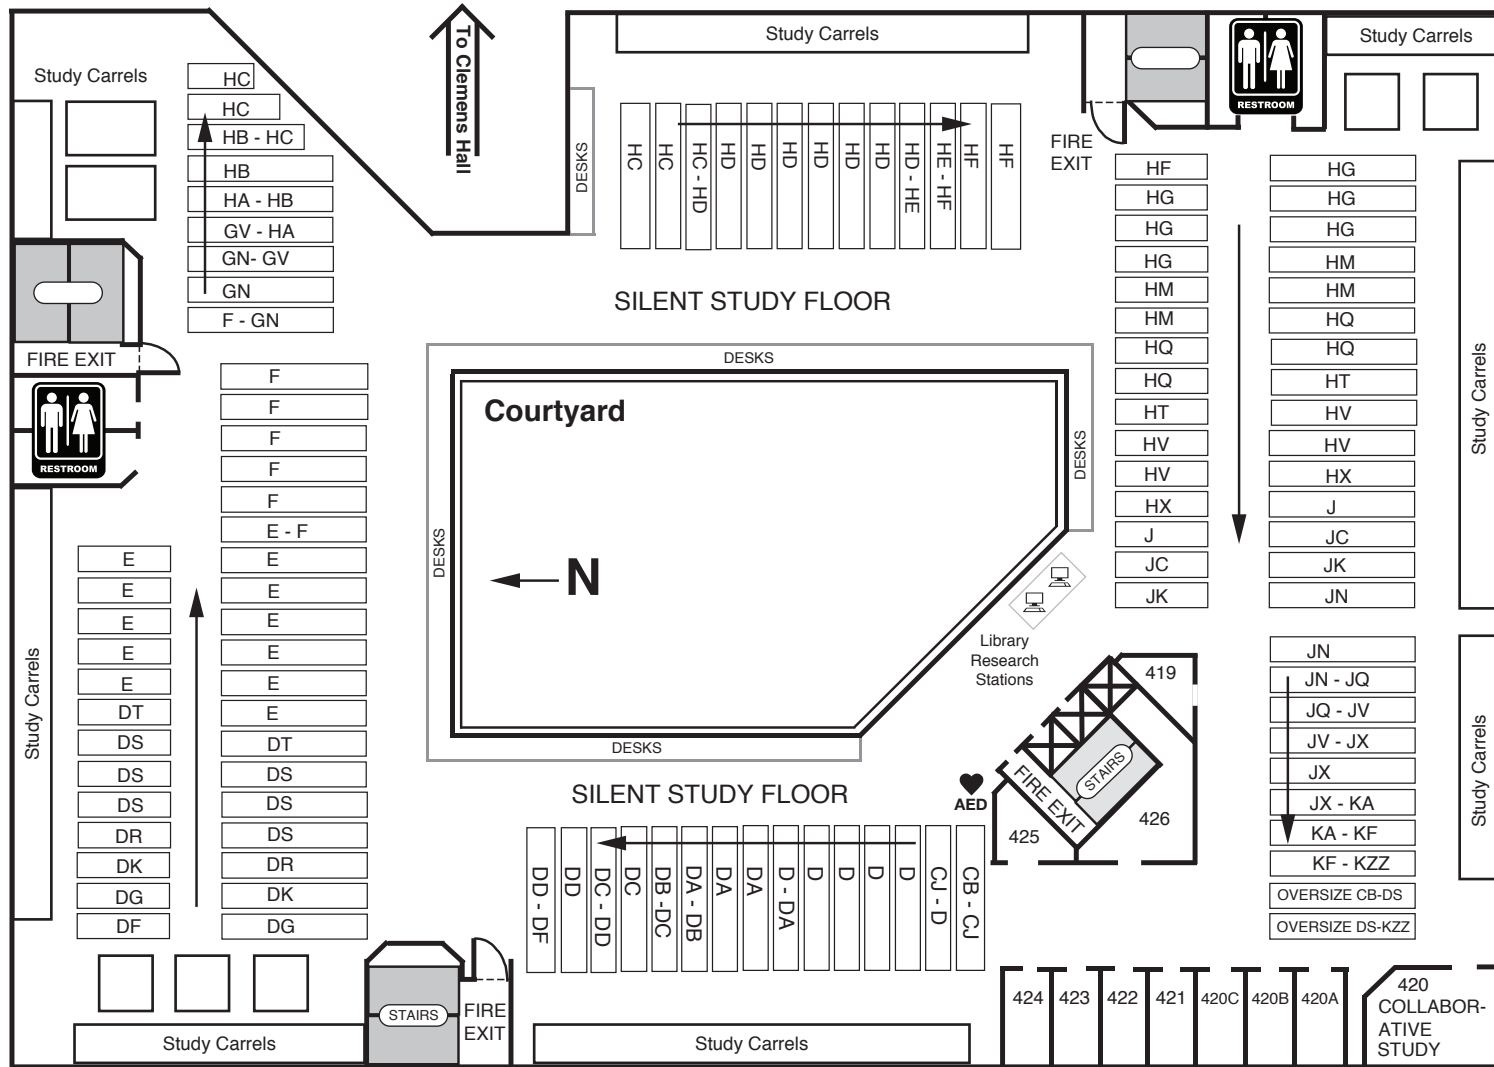 To Clemens Hall
Study Carrels
Study Carrels
RESTROOM
Study Carrels
HC
HC
HB - HC
HB
HA - HB
GV - HA
GN- GV
GN
F - GN
DESKS
HC
HC
HC - HD
HD
HD
HD
HD
HD
HD
HD - HE
HE - HF
HF
HF
FIRE
EXIT
SILENT STUDY FLOOR
FIRE EXIT
RESTROOM
F
F
F
F
F
E - F
E
E
E
E
E
E
DT
DS
DS
DS
DR
DK
DG
E
E
E
E
E
DT
DS
DS
DS
DR
DK
DG
DF
Study Carrels
DESKS
DESKS
DESKS
DESKS
Courtyard
N
Library
Research
Stations
HF
HG
HG
HG
HM
HM
HQ
HQ
HT
HV
HV
HX
J
JC
JK
HG
HG
HG
HM
HM
HQ
HQ
HT
HV
HV
HX
J
JC
JK
JN
Study Carrels
JN
JN - JQ
JQ - JV
JV - JX
JX
JX - KA
KA - KF
KF - KZZ
OVERSIZE CB-DS
OVERSIZE DS-KZZ
Study Carrels
SILENT STUDY FLOOR
AED
419
STAIRS
FIRE EXIT
425
426
DD - DF
DD
DC - DD
DC
DB -DC
DA - DB
DA
DA
D - DA
D
D
D
D
CJ - D
CB - CJ
STAIRS
FIRE
EXIT
Study Carrels
Study Carrels
424
423
422
421
420C
420B
420A
420
COLLABOR-
ATIVE
STUDY